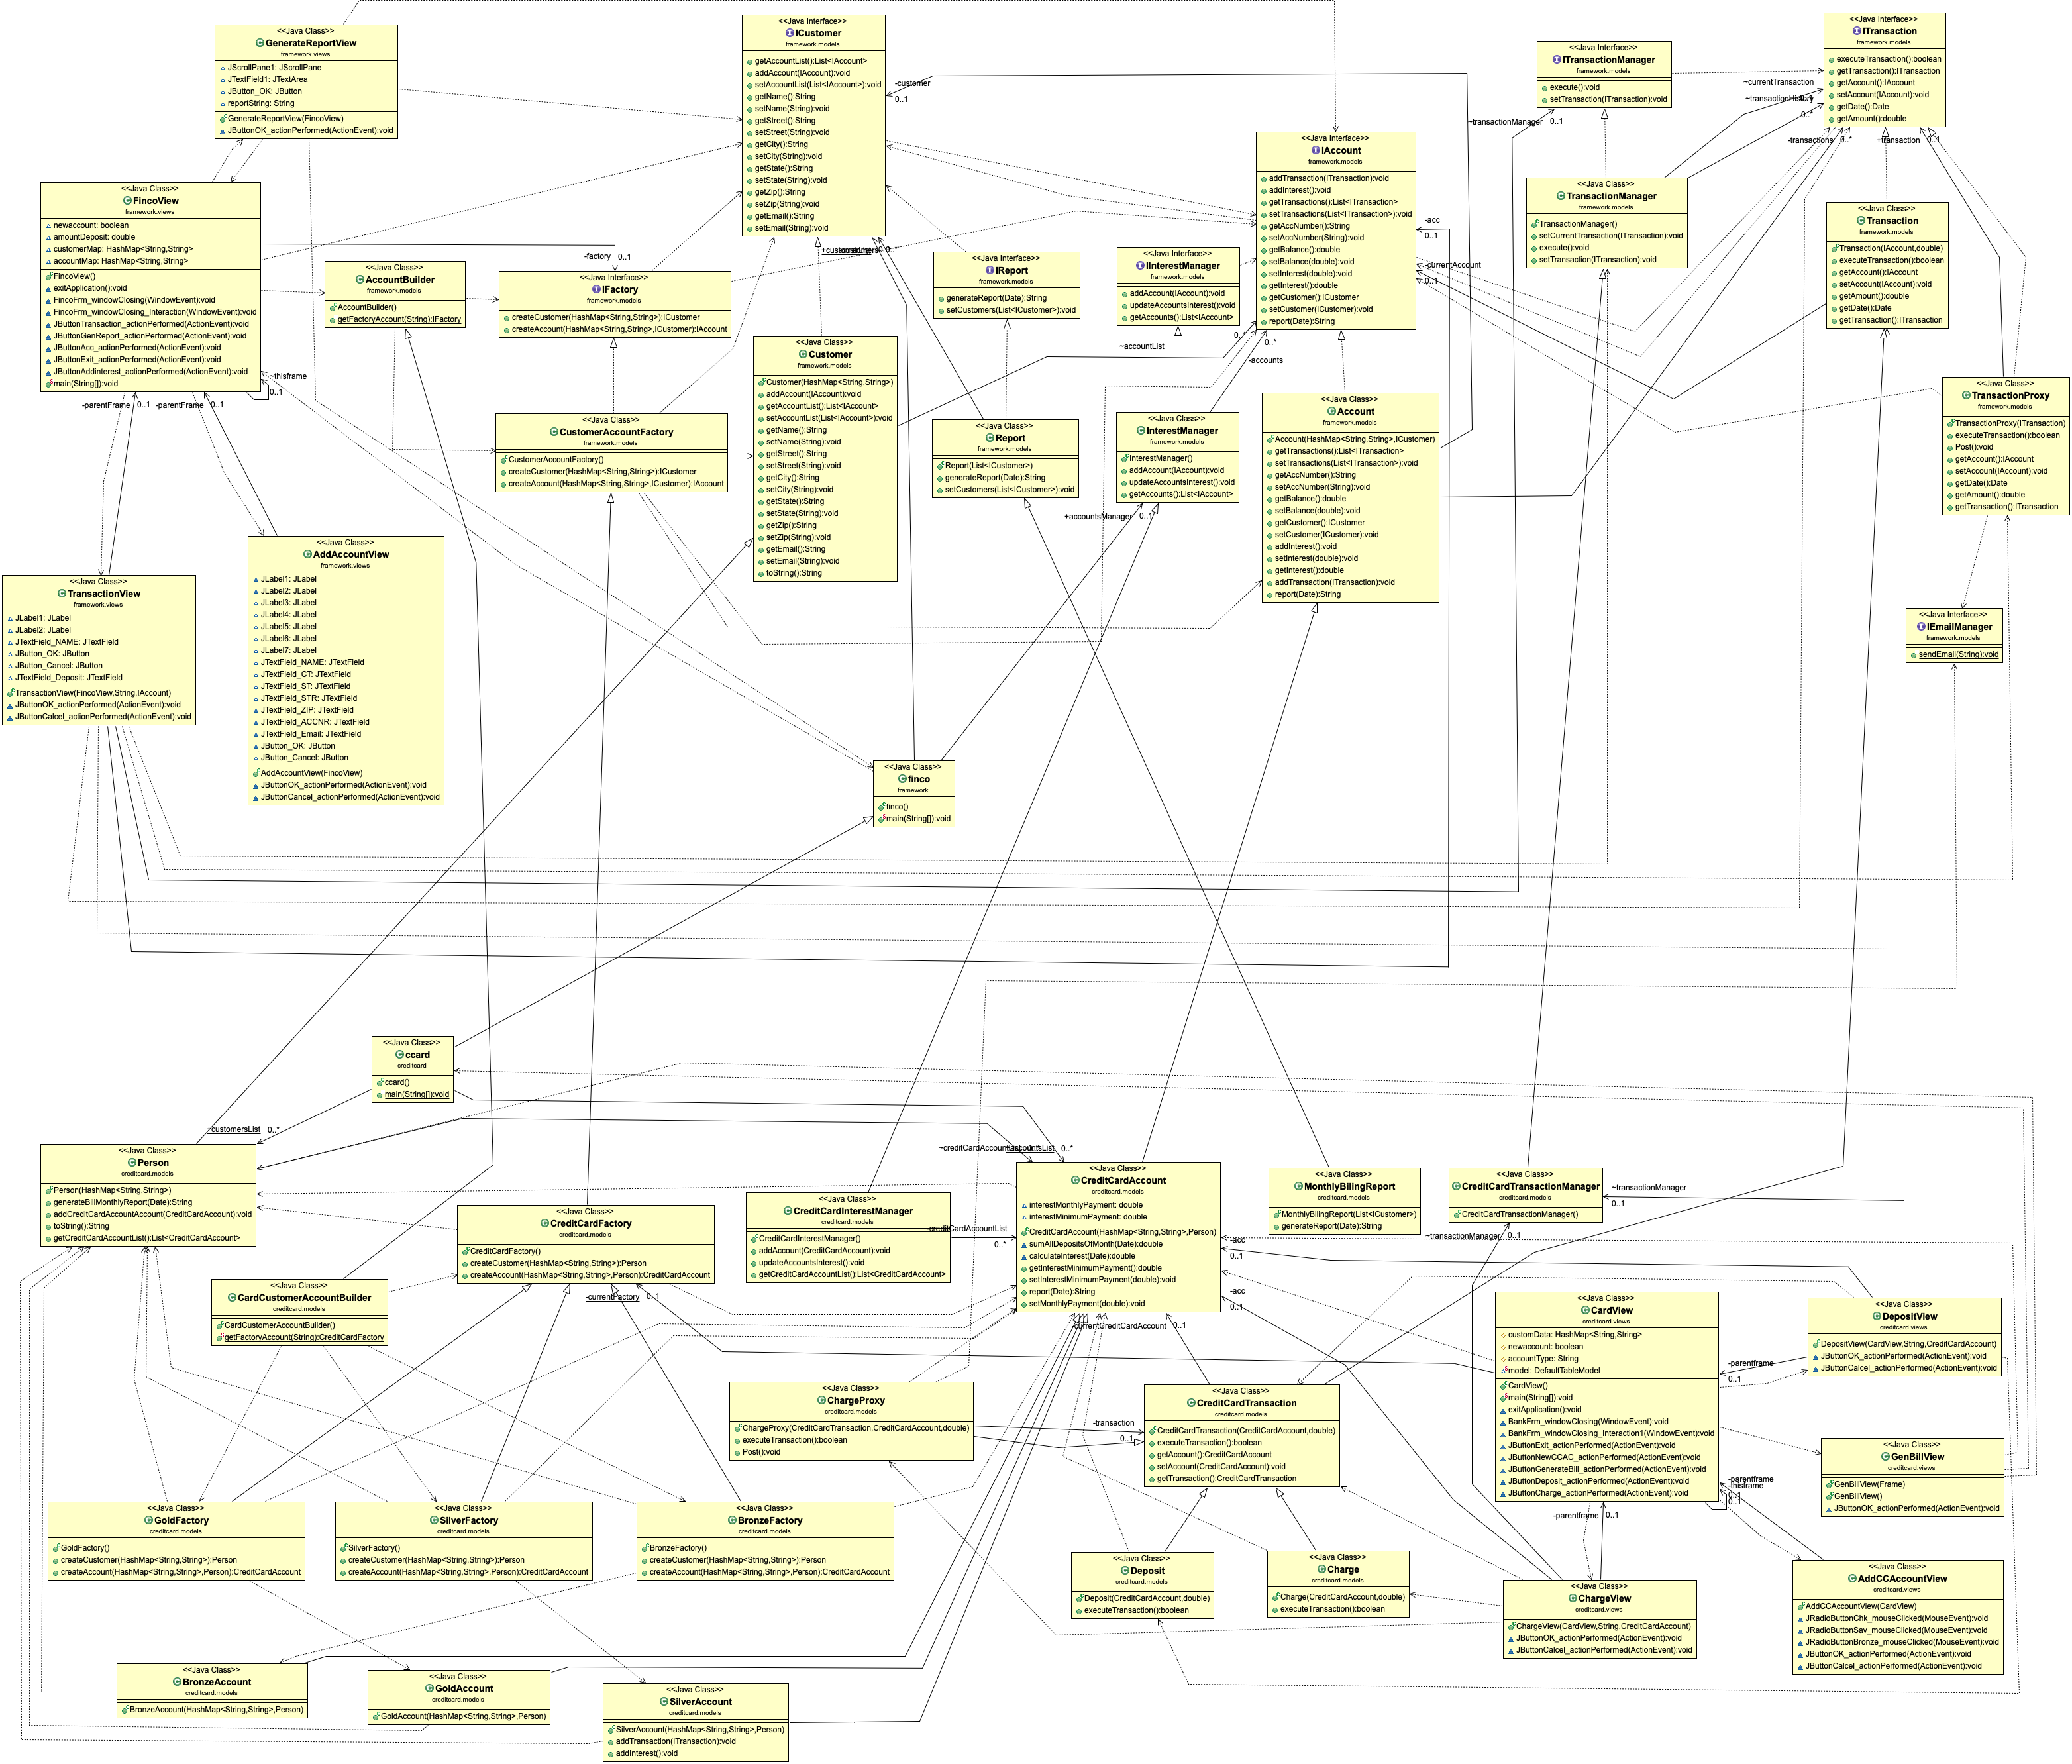 <<Java Class>>
GenerateReportView
framework.views
JScrollPane1: JScrollPane
JTextField1: JTextArea
JButton_OK: JButton
reportString: String
GenerateReportView(FincoView)
JButtonOK_actionPerformed(ActionEvent):void
<<Java Interface>>
ICustomer
framework.models
getAccountList():List<IAccount>
addAccount(IAccount):void
setAccountList(List<IAccount>):void
getName():String
setName(String):void
getStreet():String
setStreet(String):void
getCity():String
setCity(String):void
getState():String
setState(String):void
getZip():String
setZip(String):void
getEmail():String
setEmail(String):void
-customer
0..1
<<Java Interface>>
ITransactionManager
framework.models
execute():void
setTransaction(ITransaction):void
~transactionManager
0..1
<<Java Interface>>
ITransaction
framework.models
executeTransaction():boolean
getTransaction():ITransaction
getAccount():IAccount
setAccount(IAccount):void
getDate():Date
getAmount():double
~currentTransaction
~transactionHistory
0..1
0..*
-transactions
0..*
+transaction
0..1
<<Java Interface>>
IAccount
framework.models
addTransaction(ITransaction):void
addInterest():void
getTransactions():List<ITransaction>
setTransactions(List<ITransaction>):void
getAccNumber():String
setAccNumber(String):void
getBalance():double
setBalance(double):void
setInterest(double):void
getInterest():double
getCustomer():ICustomer
setCustomer(ICustomer):void
report(Date):String
-acc
0..1
-currentAccount
0..1
<<Java Class>>
TransactionManager
framework.models
TransactionManager()
setCurrentTransaction(ITransaction):void
execute():void
setTransaction(ITransaction):void
<<Java Class>>
Transaction
framework.models
Transaction(IAccount,double)
executeTransaction():boolean
getAccount():IAccount
setAccount(IAccount):void
getAmount():double
getDate():Date
getTransaction():ITransaction
<<Java Class>>
FincoView
framework.views
newaccount: boolean
amountDeposit: double
customerMap: HashMap<String,String>
accountMap: HashMap<String,String>
FincoView()
exitApplication():void
FincoFrm_windowClosing(WindowEvent):void
FincoFrm_windowClosing_Interaction(WindowEvent):void
JButtonTransaction_actionPerformed(ActionEvent):void
JButtonGenReport_actionPerformed(ActionEvent):void
JButtonAcc_actionPerformed(ActionEvent):void
JButtonExit_actionPerformed(ActionEvent):void
JButtonAddinterest_actionPerformed(ActionEvent):void
main(String[]):void
~thisframe
0..1
-parentFrame
0..1
-parentFrame
0..1
<<Java Class>>
AccountBuilder
framework.models
AccountBuilder()
getFactoryAccount(String):IFactory
-factory
0..1
<<Java Interface>>
IFactory
framework.models
createCustomer(HashMap<String,String>):ICustomer
createAccount(HashMap<String,String>,ICustomer):IAccount
<<Java Interface>>
IReport
framework.models
generateReport(Date):String
setCustomers(List<ICustomer>):void
<<Java Interface>>
IInterestManager
framework.models
addAccount(IAccount):void
updateAccountsInterest():void
getAccounts():List<IAccount>
~accountList
0..*
-accounts
0..*
<<Java Class>>
Customer
framework.models
Customer(HashMap<String,String>)
addAccount(IAccount):void
getAccountList():List<IAccount>
setAccountList(List<IAccount>):void
getName():String
setName(String):void
getStreet():String
setStreet(String):void
getCity():String
setCity(String):void
getState():String
setState(String):void
getZip():String
setZip(String):void
getEmail():String
setEmail(String):void
toString():String
<<Java Class>>
CustomerAccountFactory
framework.models
CustomerAccountFactory()
createCustomer(HashMap<String,String>):ICustomer
createAccount(HashMap<String,String>,ICustomer):IAccount
<<Java Class>>
Report
framework.models
Report(List<ICustomer>)
generateReport(Date):String
setCustomers(List<ICustomer>):void
<<Java Class>>
InterestManager
framework.models
InterestManager()
addAccount(IAccount):void
updateAccountsInterest():void
getAccounts():List<IAccount>
+accountsManager
0..1
<<Java Class>>
Account
framework.models
Account(HashMap<String,String>,ICustomer)
getTransactions():List<ITransaction>
setTransactions(List<ITransaction>):void
getAccNumber():String
setAccNumber(String):void
getBalance():double
setBalance(double):void
getCustomer():ICustomer
setCustomer(ICustomer):void
addInterest():void
setInterest(double):void
getInterest():double
addTransaction(ITransaction):void
report(Date):String
<<Java Class>>
TransactionProxy
framework.models
TransactionProxy(ITransaction)
executeTransaction():boolean
Post():void
getAccount():IAccount
setAccount(IAccount):void
getDate():Date
getAmount():double
getTransaction():ITransaction
<<Java Class>>
AddAccountView
framework.views
JLabel1: JLabel
JLabel2: JLabel
JLabel3: JLabel
JLabel4: JLabel
JLabel5: JLabel
JLabel6: JLabel
JLabel7: JLabel
JTextField_NAME: JTextField
JTextField_CT: JTextField
JTextField_ST: JTextField
JTextField_STR: JTextField
JTextField_ZIP: JTextField
JTextField_ACCNR: JTextField
JTextField_Email: JTextField
JButton_OK: JButton
JButton_Cancel: JButton
AddAccountView(FincoView)
JButtonOK_actionPerformed(ActionEvent):void
JButtonCancel_actionPerformed(ActionEvent):void
<<Java Class>>
TransactionView
framework.views
JLabel1: JLabel
JLabel2: JLabel
JTextField_NAME: JTextField
JButton_OK: JButton
JButton_Cancel: JButton
JTextField_Deposit: JTextField
TransactionView(FincoView,String,IAccount)
JButtonOK_actionPerformed(ActionEvent):void
JButtonCalcel_actionPerformed(ActionEvent):void
<<Java Interface>>
IEmailManager
framework.models
sendEmail(String):void
<<Java Class>>
finco
framework
finco()
main(String[]):void
<<Java Class>>
ccard
creditcard
ccard()
main(String[]):void
+customersList
0..*
<<Java Class>>
Person
creditcard.models
Person(HashMap<String,String>)
generateBillMonthlyReport(Date):String
addCreditCardAccountAccount(CreditCardAccount):void
toString():String
getCreditCardAccountList():List<CreditCardAccount>
0..*
<<Java Class>>
CreditCardAccount
creditcard.models
interestMonthlyPayment: double
interestMinimumPayment: double
CreditCardAccount(HashMap<String,String>,Person)
sumAllDepositsOfMonth(Date):double
calculateInterest(Date):double
getInterestMinimumPayment():double
setInterestMinimumPayment(double):void
report(Date):String
setMonthlyPayment(double):void
-acc
0..1
-acc
0..1
-currentCreditCardAccount
0..1
<<Java Class>>
MonthlyBilingReport
creditcard.models
MonthlyBilingReport(List<ICustomer>)
generateReport(Date):String
<<Java Class>>
CreditCardTransactionManager
creditcard.models
CreditCardTransactionManager()
~transactionManager
0..1
~transactionManager
0..1
<<Java Class>>
CreditCardInterestManager
creditcard.models
CreditCardInterestManager()
addAccount(CreditCardAccount):void
updateAccountsInterest():void
getCreditCardAccountList():List<CreditCardAccount>
-creditCardAccountList
0..*
<<Java Class>>
CreditCardFactory
creditcard.models
CreditCardFactory()
createCustomer(HashMap<String,String>):Person
createAccount(HashMap<String,String>,Person):CreditCardAccount
-currentFactory
0..1
<<Java Class>>
CardCustomerAccountBuilder
creditcard.models
CardCustomerAccountBuilder()
getFactoryAccount(String):CreditCardFactory
<<Java Class>>
CardView
creditcard.views
customData: HashMap<String,String>
newaccount: boolean
accountType: String
model: DefaultTableModel
CardView()
main(String[]):void
exitApplication():void
BankFrm_windowClosing(WindowEvent):void
BankFrm_windowClosing_Interaction1(WindowEvent):void
JButtonExit_actionPerformed(ActionEvent):void
JButtonNewCCAC_actionPerformed(ActionEvent):void
JButtonGenerateBill_actionPerformed(ActionEvent):void
JButtonDeposit_actionPerformed(ActionEvent):void
JButtonCharge_actionPerformed(ActionEvent):void
<<Java Class>>
DepositView
creditcard.views
DepositView(CardView,String,CreditCardAccount)
JButtonOK_actionPerformed(ActionEvent):void
JButtonCalcel_actionPerformed(ActionEvent):void
-parentframe
0..1
<<Java Class>>
ChargeProxy
creditcard.models
ChargeProxy(CreditCardTransaction,CreditCardAccount,double)
executeTransaction():boolean
Post():void
-transaction
0..1
<<Java Class>>
CreditCardTransaction
creditcard.models
CreditCardTransaction(CreditCardAccount,double)
executeTransaction():boolean
getAccount():CreditCardAccount
setAccount(CreditCardAccount):void
getTransaction():CreditCardTransaction
<<Java Class>>
GenBillView
creditcard.views
GenBillView(Frame)
GenBillView()
JButtonOK_actionPerformed(ActionEvent):void
-parentframe
~thisframe
0..1
0..1
-parentframe
0..1
<<Java Class>>
GoldFactory
creditcard.models
GoldFactory()
createCustomer(HashMap<String,String>):Person
createAccount(HashMap<String,String>,Person):CreditCardAccount
<<Java Class>>
SilverFactory
creditcard.models
SilverFactory()
createCustomer(HashMap<String,String>):Person
createAccount(HashMap<String,String>,Person):CreditCardAccount
<<Java Class>>
BronzeFactory
creditcard.models
BronzeFactory()
createCustomer(HashMap<String,String>):Person
createAccount(HashMap<String,String>,Person):CreditCardAccount
<<Java Class>>
Deposit
creditcard.models
Deposit(CreditCardAccount,double)
executeTransaction():boolean
<<Java Class>>
Charge
creditcard.models
Charge(CreditCardAccount,double)
executeTransaction():boolean
<<Java Class>>
ChargeView
creditcard.views
ChargeView(CardView,String,CreditCardAccount)
JButtonOK_actionPerformed(ActionEvent):void
JButtonCalcel_actionPerformed(ActionEvent):void
<<Java Class>>
AddCCAccountView
creditcard.views
AddCCAccountView(CardView)
JRadioButtonChk_mouseClicked(MouseEvent):void
JRadioButtonSav_mouseClicked(MouseEvent):void
JRadioButtonBronze_mouseClicked(MouseEvent):void
JButtonOK_actionPerformed(ActionEvent):void
JButtonCalcel_actionPerformed(ActionEvent):void
<<Java Class>>
BronzeAccount
creditcard.models
BronzeAccount(HashMap<String,String>,Person)
<<Java Class>>
GoldAccount
creditcard.models
GoldAccount(HashMap<String,String>,Person)
<<Java Class>>
SilverAccount
creditcard.models
SilverAccount(HashMap<String,String>,Person)
addTransaction(ITransaction):void
addInterest():void